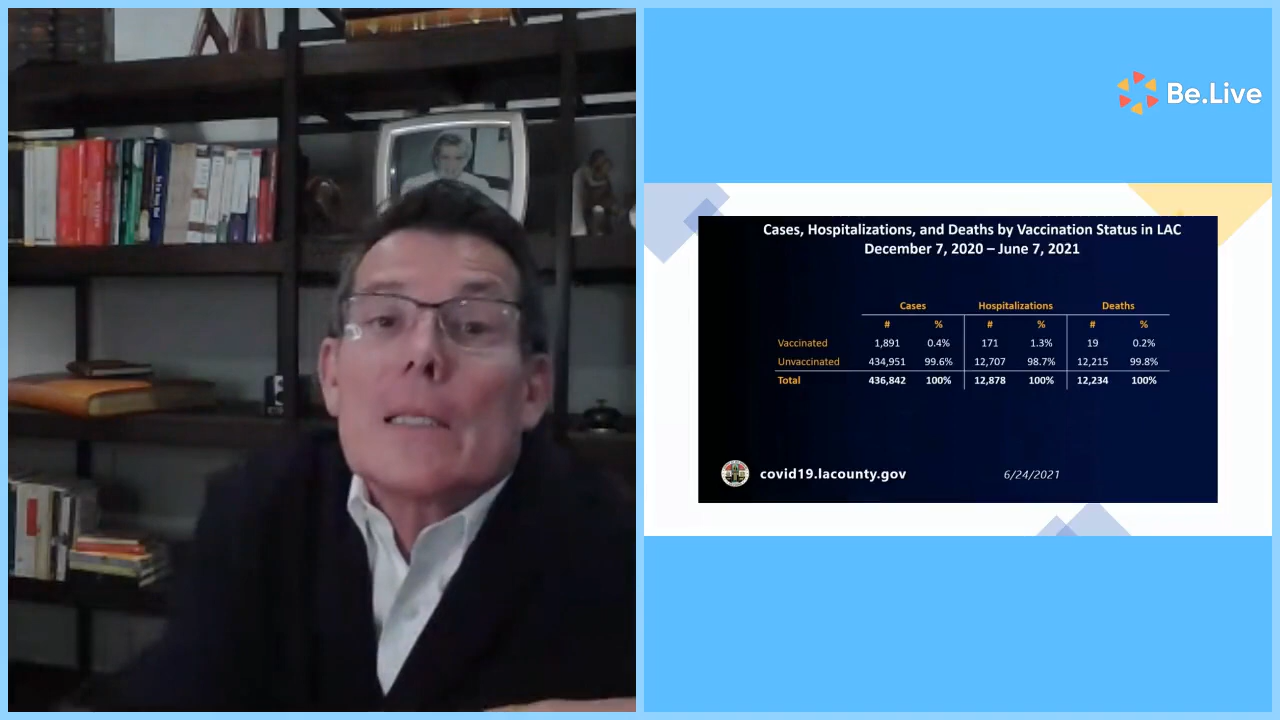 Be.Live
Cases, Hospitalizations, and Deaths by Vaccination Status in LAC
December 7, 2020 – June 7, 2021
Cases Hospitalizations Deaths
# % # % # %
Vaccinated 1,891 0.4% 171 1.3% 19 0.2%
Unvaccinated 434,951 99.6% 12,707 98.7% 12,215 99.8%
Total 436,842 100% 12,878 100% 12,234 100%
covid19.lacounty.gov 6/24/2021